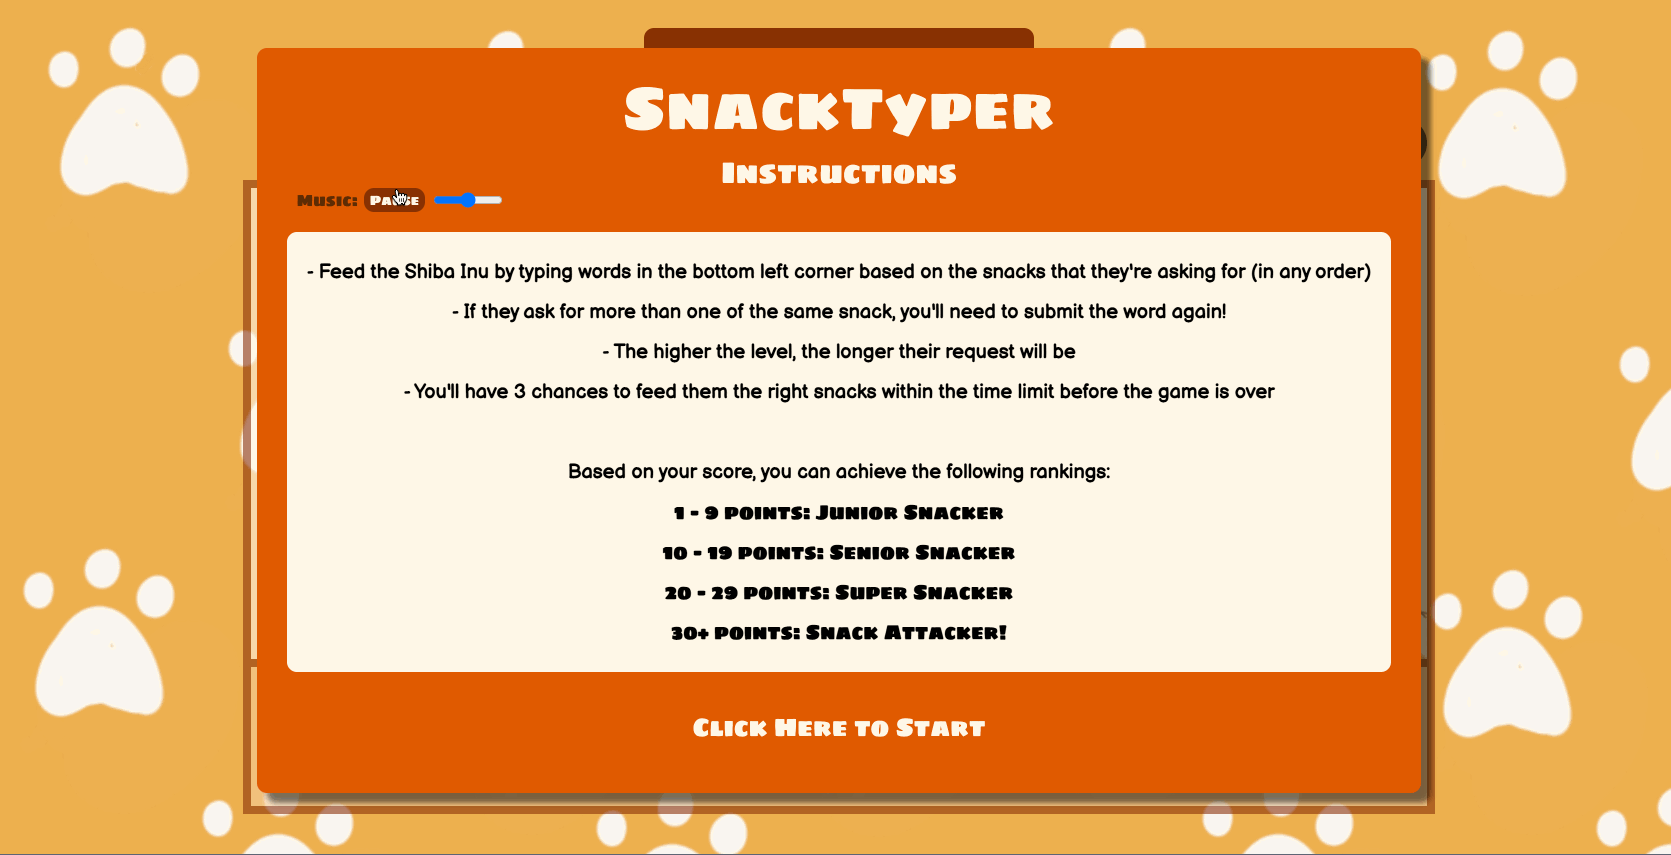 SnackTyper
Instructions
Music: Pause
- Feed the Shiba Inu by typing words in the bottom left corner based on the snacks that they're asking for (in any order)
- If they ask for more than one of the same snack, you'll need to submit the word again!
- The higher the level, the longer their request will be
- You'll have 3 chances to feed them the right snacks within the time limit before the game is over
Based on your score, you can achieve the following rankings:
1 - 9 points: Junior Snacker
10 - 19 points: Senior Snacker
20 - 29 points: Super Snacker
30+ points: Snack Attacker!
Click Here to Start